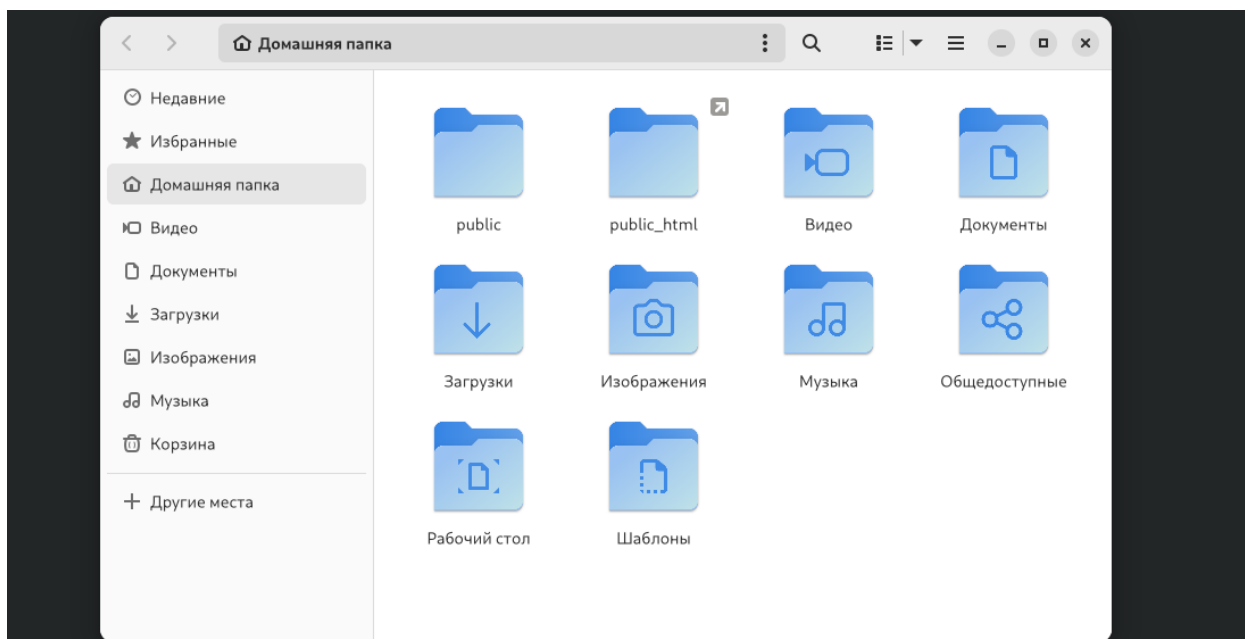 Домашняя папка
Недавние
Избранные
Домашняя папка
Видео
Документы
Загрузки
Изображения
Музыка
Корзина
Другие места
public
public_html
Видео
Документы
Загрузки
Изображения
Музыка
Общедоступные
Рабочий стол
Шаблоны